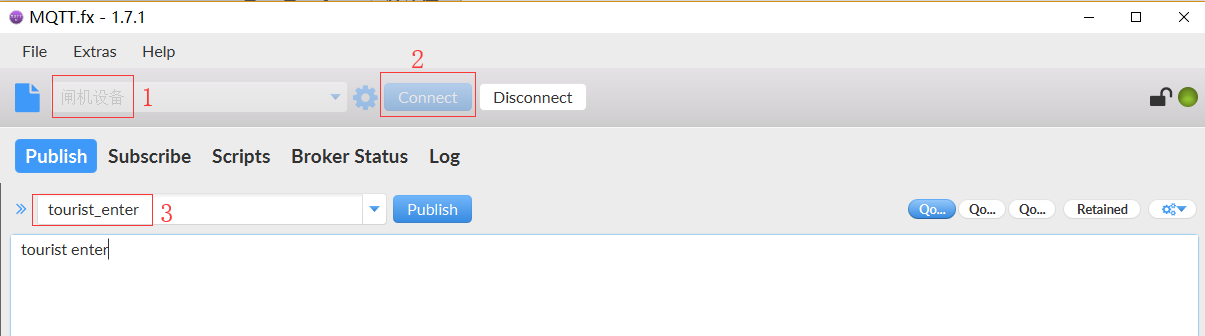 MQTT.fx - 1.7.1
File Extras Help
2
闸机设备 1 Connect Disconnect
Publish Subscribe Scripts Broker Status Log
tourist_enter 3 Publish Qo... Qo... Qo... Retained
tourist enter